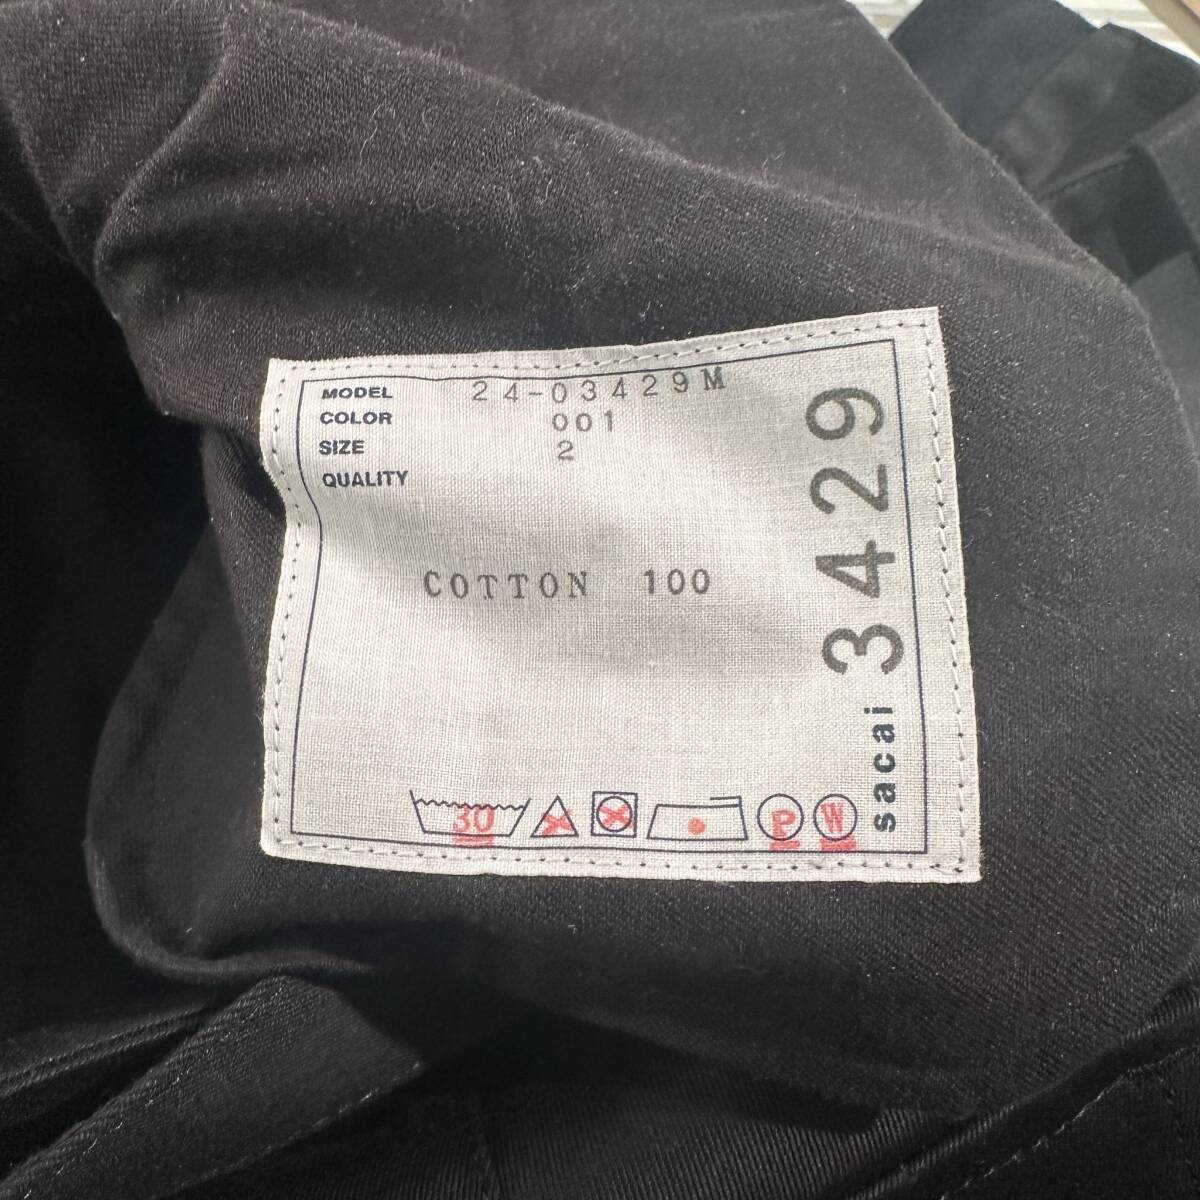 MODEL 24-03429M
COLOR 001
SIZE 2
QUALITY
COTTON 100
30 P W
sacai 3429